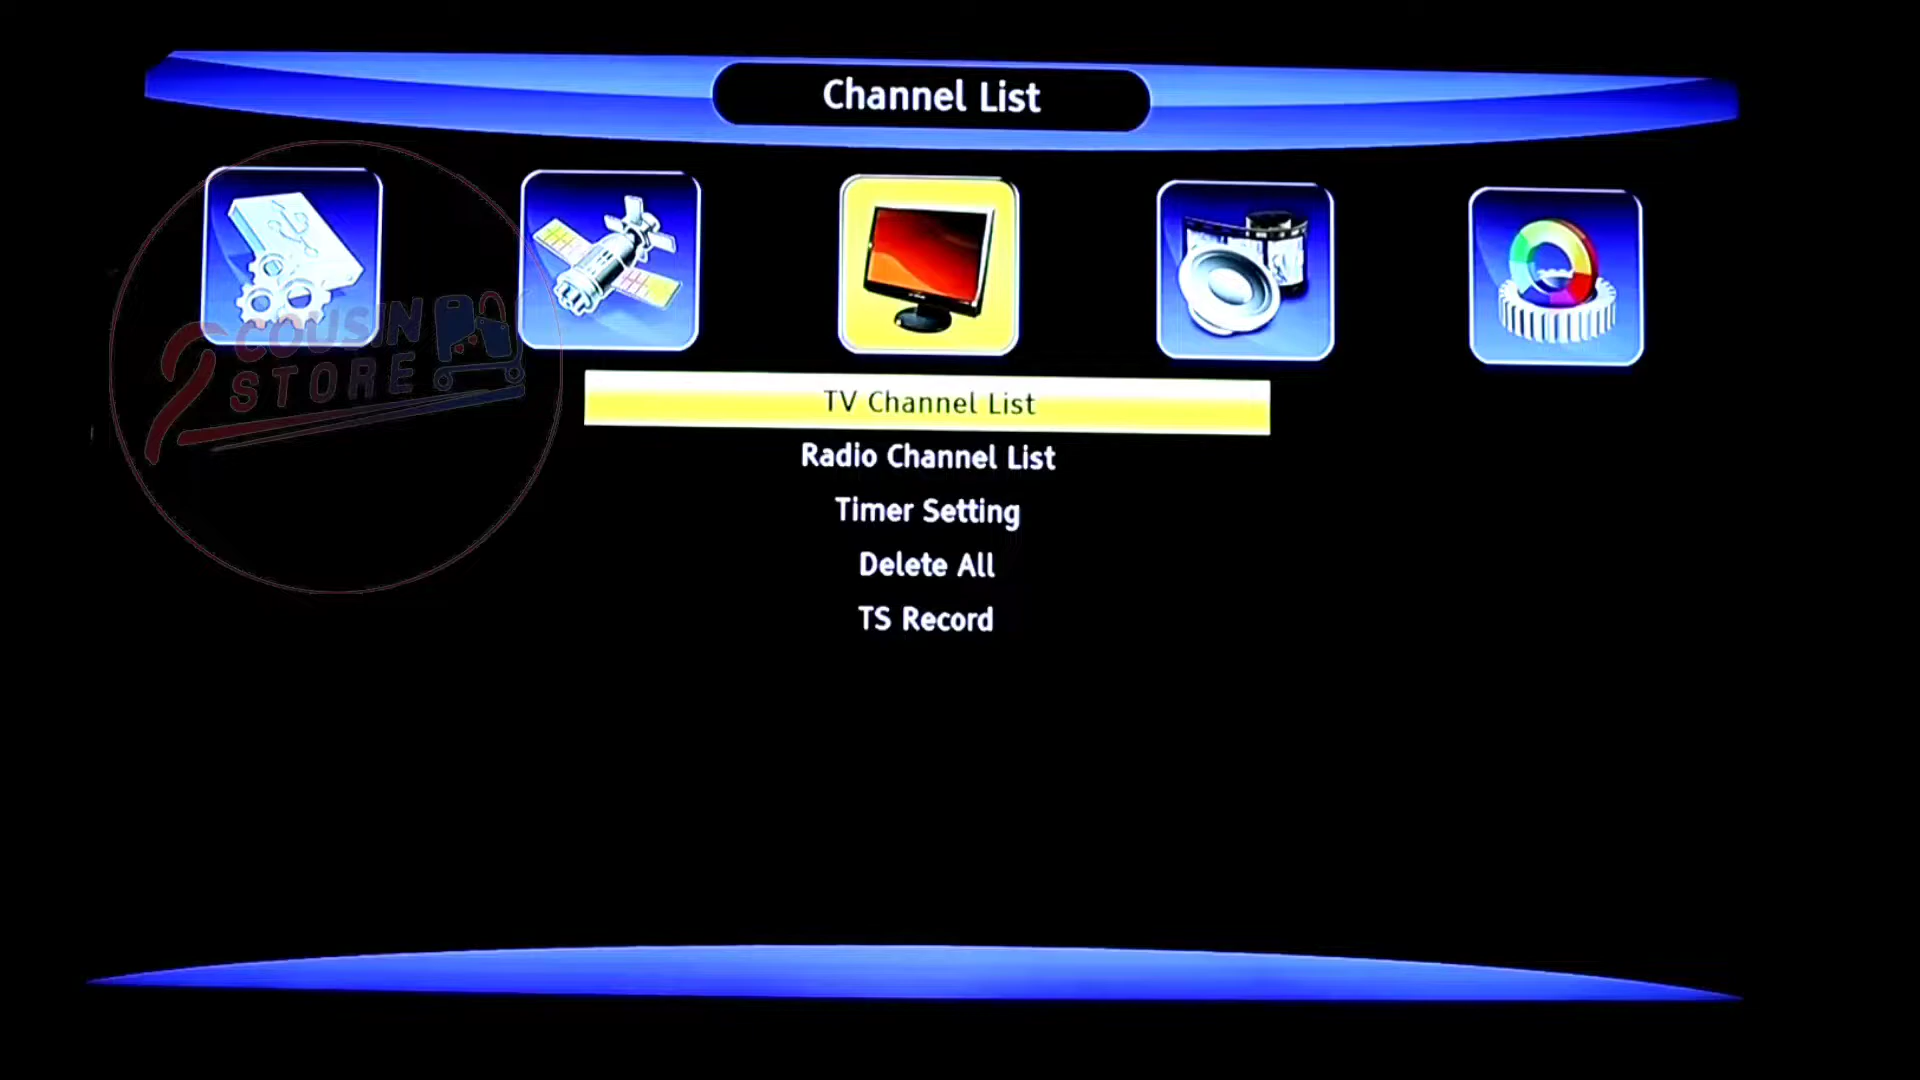 Channel List
2 COUSIN
STORE
TV Channel List
Radio Channel List
Timer Setting
Delete All
TS Record